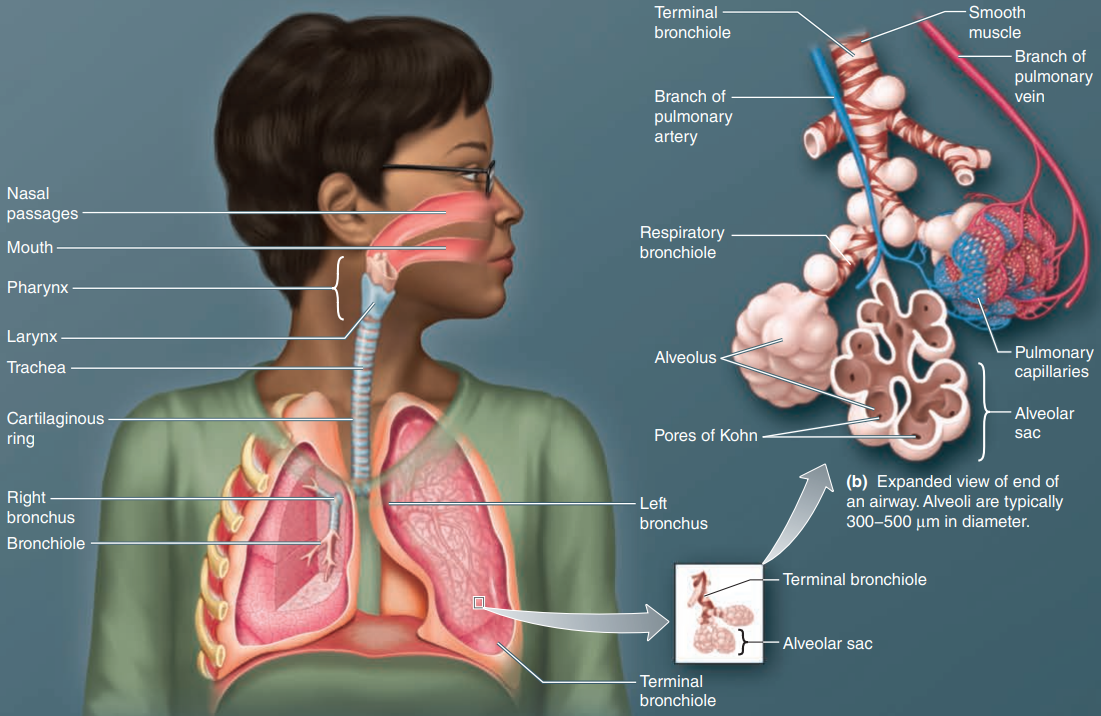 Nasal
passages
Mouth
Pharynx
Larynx
Trachea
Cartilaginous
ring
Right
bronchus
Bronchiole
Left
bronchus
Terminal
bronchiole
Terminal
bronchiole
Smooth
muscle
Branch of
pulmonary
vein
Branch of
pulmonary
artery
Respiratory
bronchiole
Alveolus
Pulmonary
capillaries
Alveolar
sac
Pores of Kohn
(b) Expanded view of end
of an airway. Alveoli are typically
300–500 μm in diameter.
Terminal bronchiole
Alveolar sac